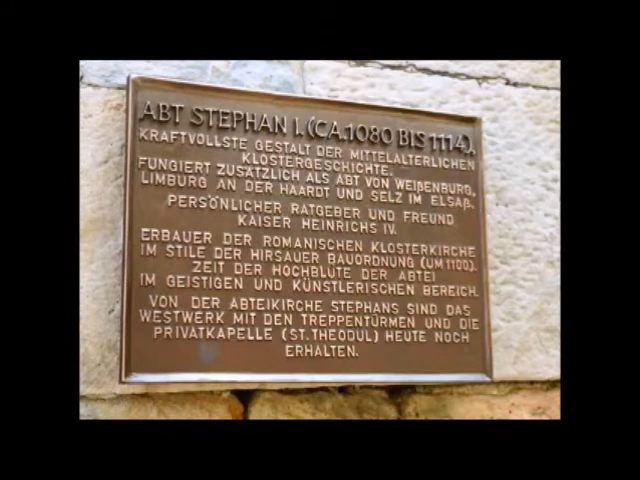 ABT STEPHAN I. (CA. 1080 BIS 1114),
KRAFTVOLLSTE GESTALT DER MITTELALTERLICHEN
KLOSTERGESCHICHTE.
FUNGIERT ZUSÄTZLICH ALS ABT VON WEIßENBURG,
LIMBURG AN DER HAARDT UND SELZ IM ELSAß.
PERSÖNLICHER RATGEBER UND FREUND
KAISER HEINRICHS IV.
ERBAUER DER ROMANISCHEN KLOSTERKIRCHE
IM STILE DER HIRSAUER BAUORDNUNG (UM 1100).
ZEIT DER HOCHBLÜTE DER ABTEI
IM GEISTIGEN UND KÜNSTLERISCHEN BEREICH.
VON DER ABTEIKIRCHE STEPHANS SIND DAS
WESTWERK MIT DEN TREPPENTÜRMEN UND DIE
PRIVATKAPELLE (ST. THEODUL) HEUTE NOCH
ERHALTEN.